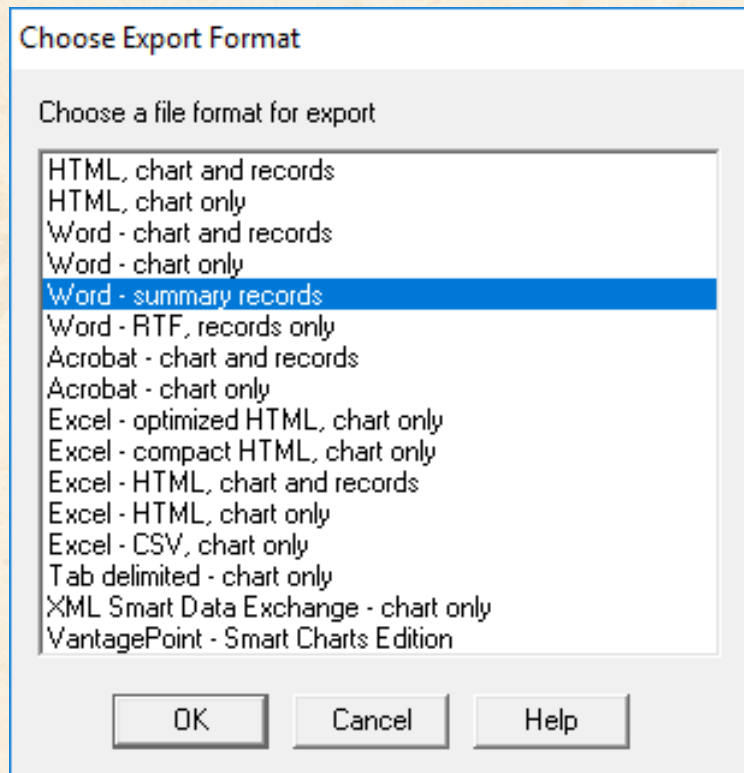 Choose Export Format
Choose a file format for export
HTML, chart and records
HTML, chart only
Word - chart and records
Word - chart only
Word - summary records
Word - RTF, records only
Acrobat - chart and records
Acrobat - chart only
Excel - optimized HTML, chart only
Excel - compact HTML, chart only
Excel - HTML, chart and records
Excel - HTML, chart only
Excel - CSV, chart only
Tab delimited - chart only
XML Smart Data Exchange - chart only
VantagePoint - Smart Charts Edition
OK Cancel Help